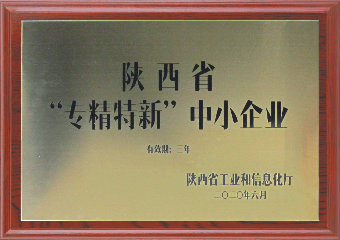 陕西省
“专精特新”中小企业
有效期：三年
陕西省工业和信息化厅
二〇二〇年六月